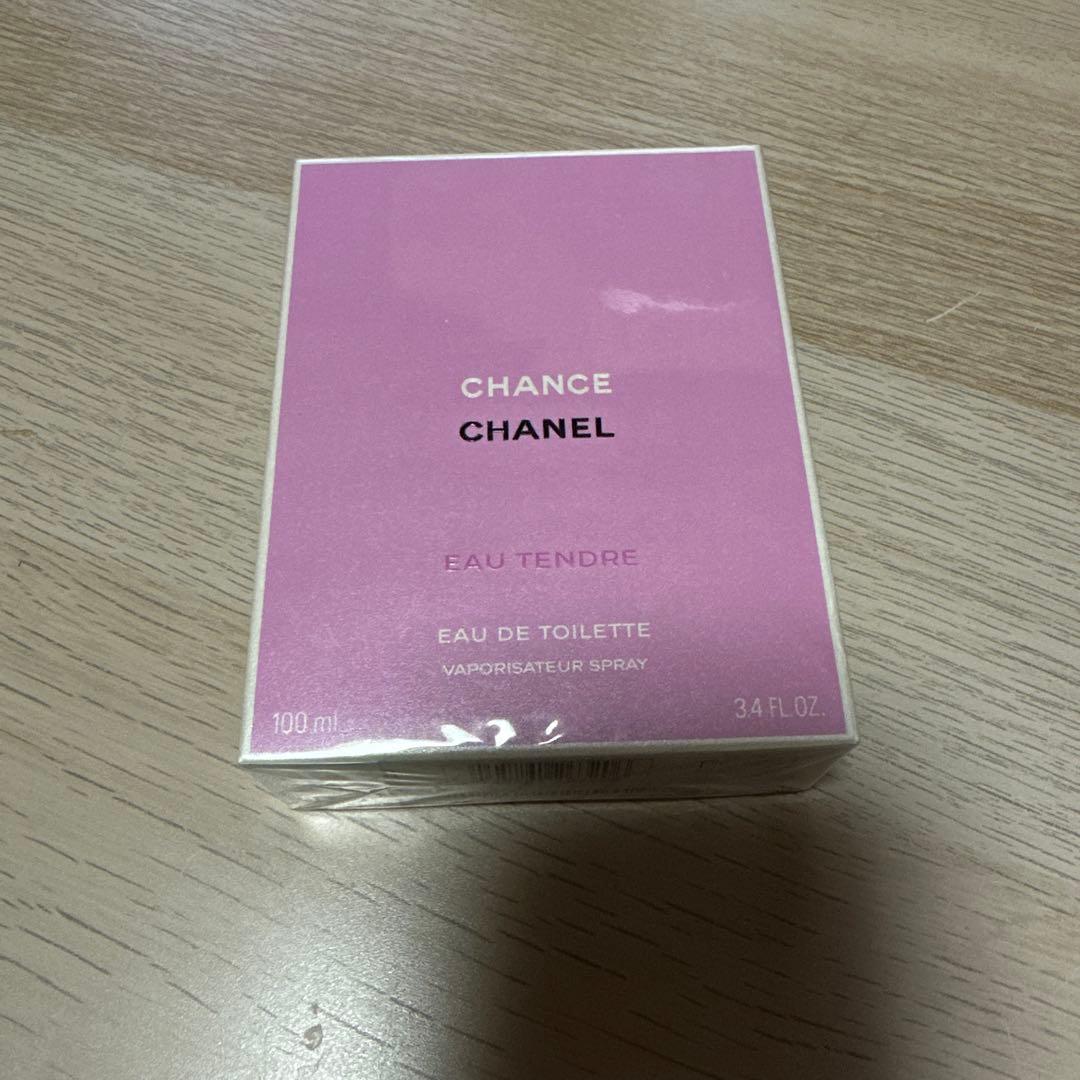 CHANCE
CHANEL
EAU TENDRE
EAU DE TOILETTE
VAPORISATEUR SPRAY
100 ml
3.4 FL.OZ.